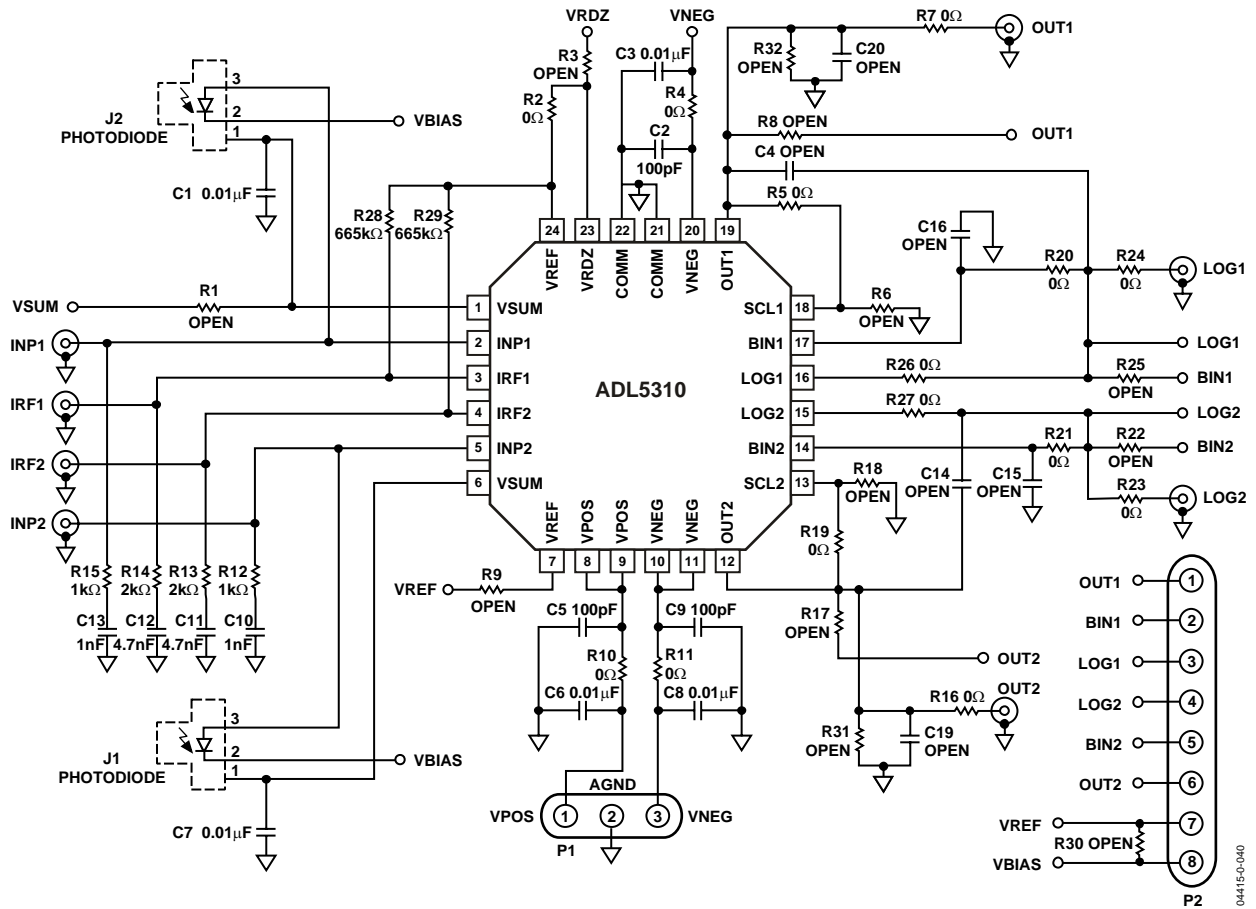 VRDZ
VNEG
R7 0Ω
OUT1
R3
OPEN
C3 0.01μF
R32
OPEN
C20
OPEN
R2
0Ω
R4
0Ω
3
2
1
J2
PHOTODIODE
VBIAS
R8 OPEN
OUT1
C2
100pF
C4 OPEN
C1 0.01μF
R5 0Ω
R28
665kΩ
R29
665kΩ
24
23
22
21
20
19
VREF
VRDZ
COMM
COMM
VNEG
OUT1
C16
OPEN
R20
0Ω
R24
0Ω
LOG1
VSUM
R1
OPEN
1
VSUM
SCL1
18
R6
OPEN
INP1
2
INP1
BIN1
17
LOG1
IRF1
3
IRF1
ADL5310
LOG1
16
R26 0Ω
R25
OPEN
BIN1
4
IRF2
LOG2
15
R27 0Ω
LOG2
IRF2
5
INP2
BIN2
14
R21
0Ω
R22
OPEN
BIN2
6
VSUM
SCL2
13
R18
OPEN
C14
OPEN
C15
OPEN
R23
0Ω
LOG2
INP2
VREF
VPOS
VPOS
VNEG
VNEG
OUT2
7
8
9
10
11
12
R19
0Ω
R15
1kΩ
R14
2kΩ
R13
2kΩ
R12
1kΩ
VREF
R9
OPEN
C13
1nF
C12
4.7nF
C11
4.7nF
C10
1nF
C5 100pF
C9 100pF
R17
OPEN
R10
0Ω
R11
0Ω
OUT2
C6 0.01μF
C8 0.01μF
R16 0Ω
OUT2
R31
OPEN
C19
OPEN
3
2
1
J1
PHOTODIODE
VBIAS
C7 0.01μF
AGND
VPOS
1
2
3
VNEG
P1
OUT1
1
BIN1
2
LOG1
3
LOG2
4
BIN2
5
OUT2
6
VREF
7
R30 OPEN
VBIAS
8
P2
04415-0-040